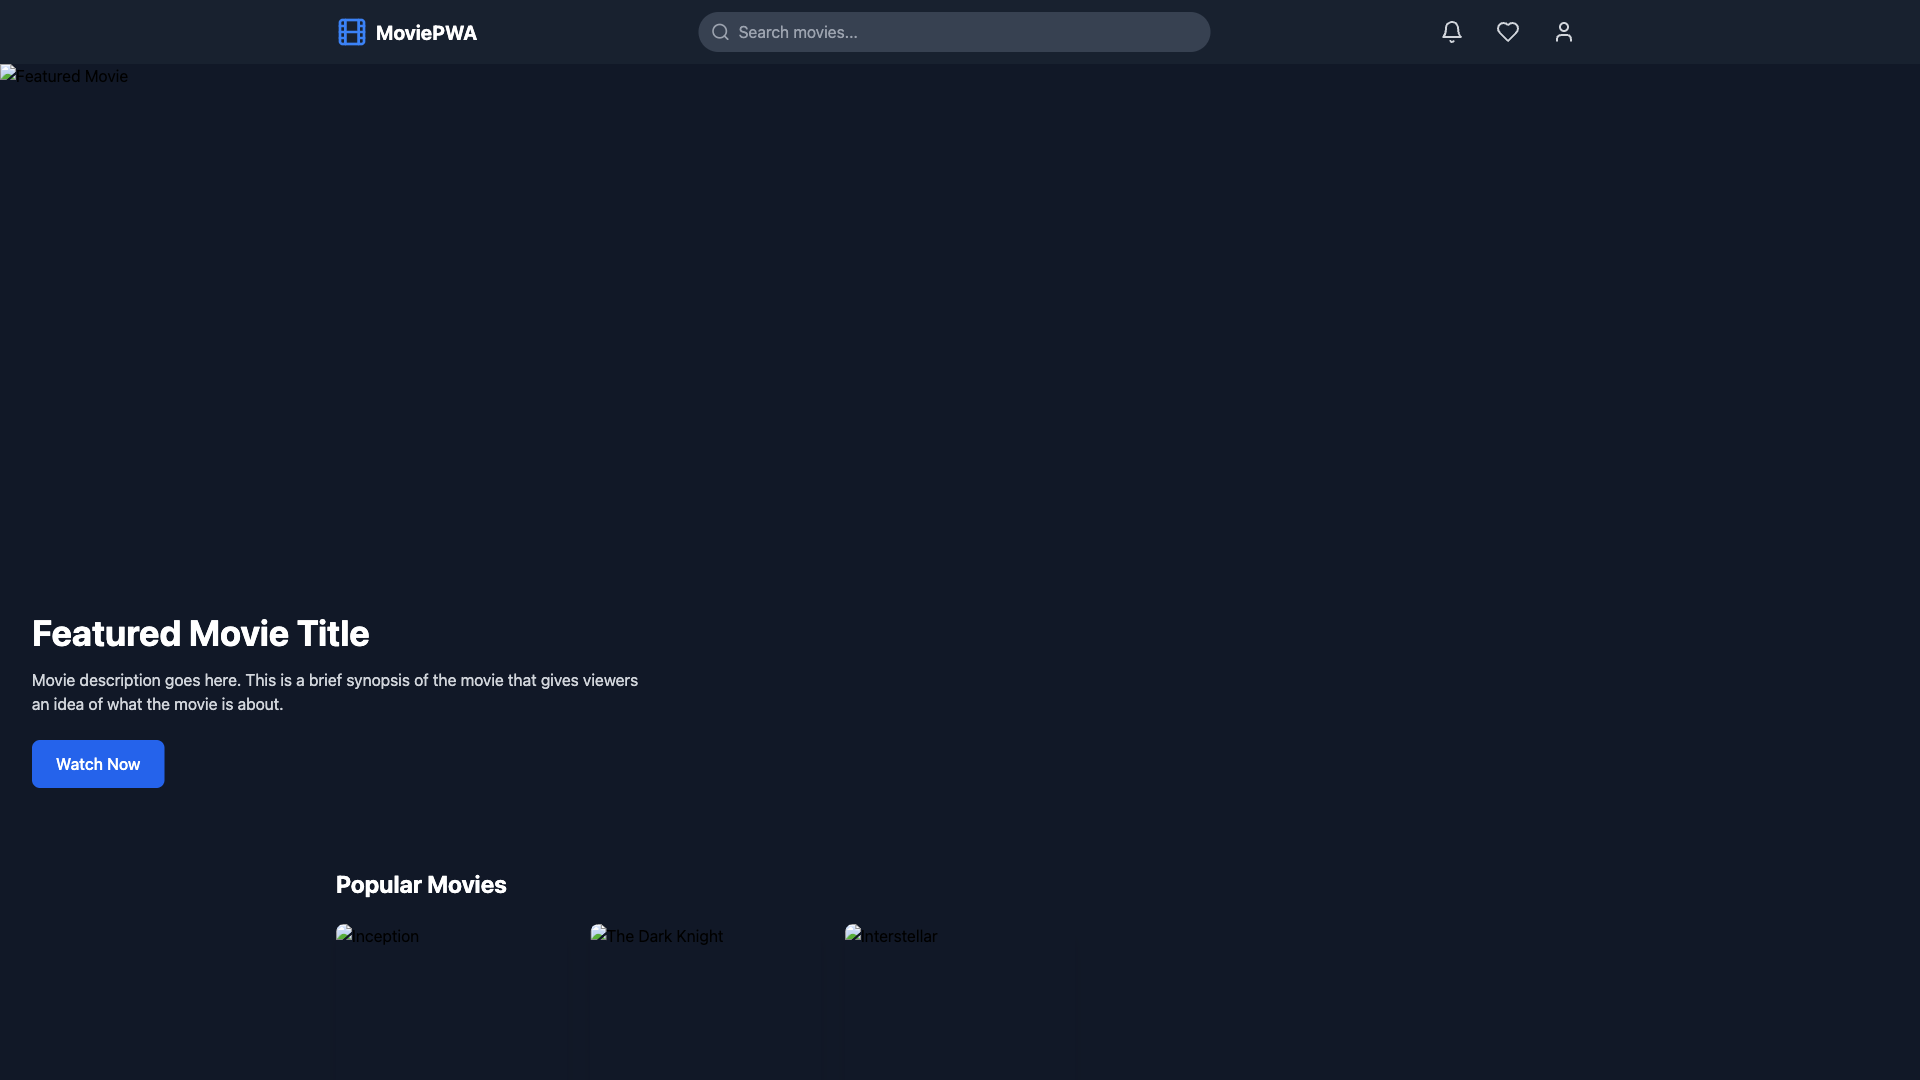 MoviePWA
Search movies...
Featured Movie
Featured Movie Title
Movie description goes here. This is a brief synopsis of the movie that gives viewers
an idea of what the movie is about.
Watch Now
Popular Movies
Inception
The Dark Knight
Interstellar